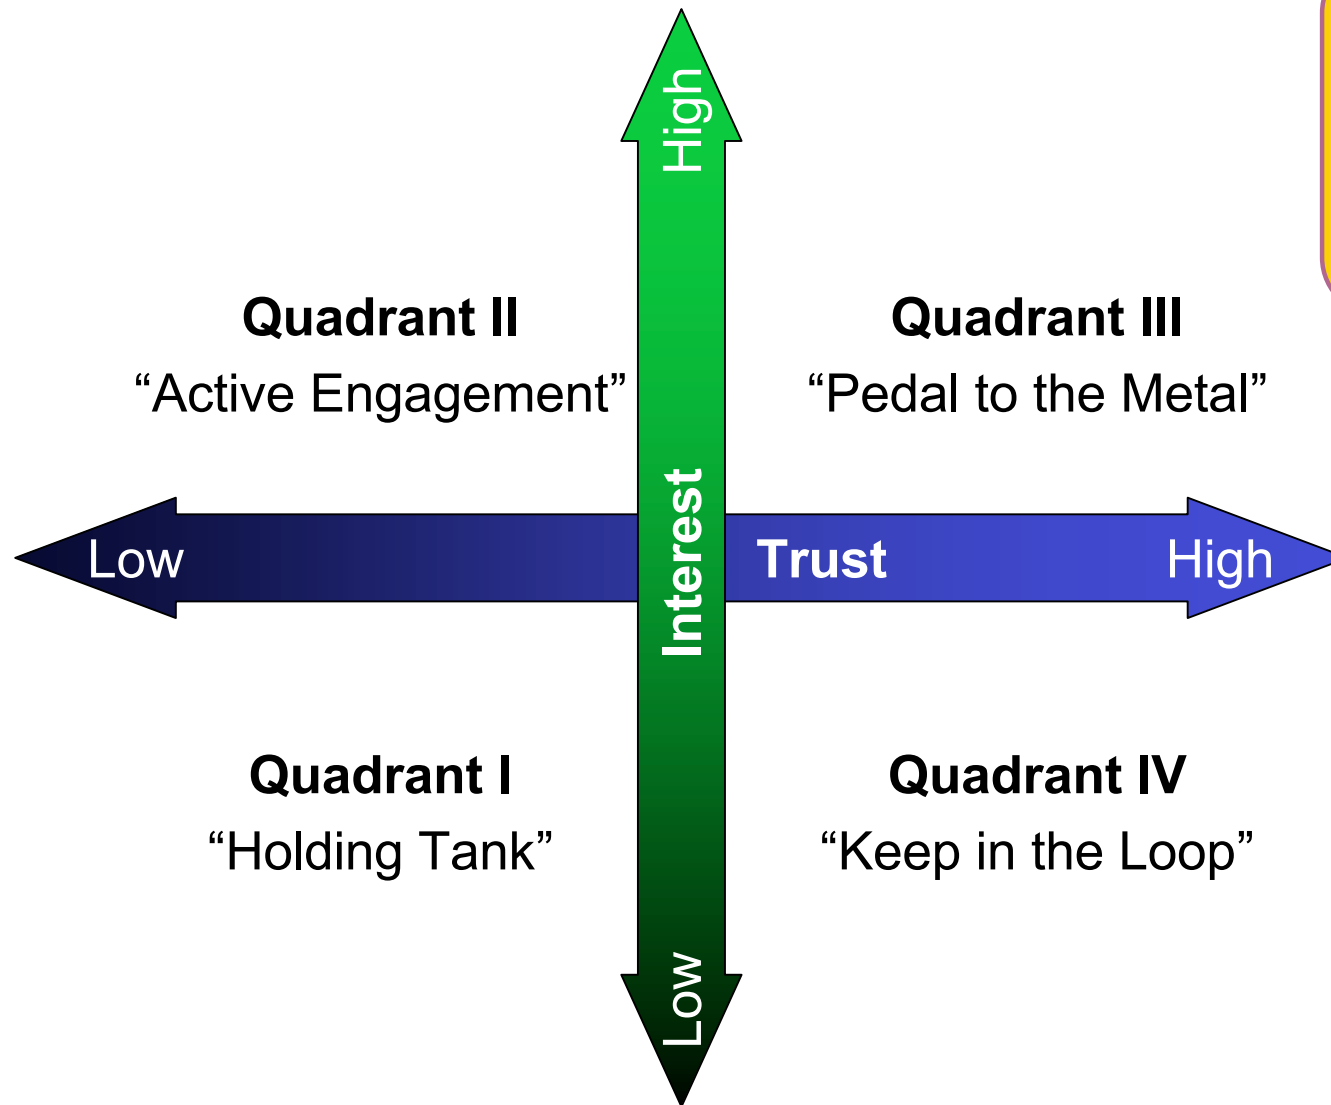 High
Quadrant II
“Active Engagement”
Quadrant III
“Pedal to the Metal”
Low
Interest
Trust
High
Quadrant I
“Holding Tank”
Quadrant IV
“Keep in the Loop”
Low